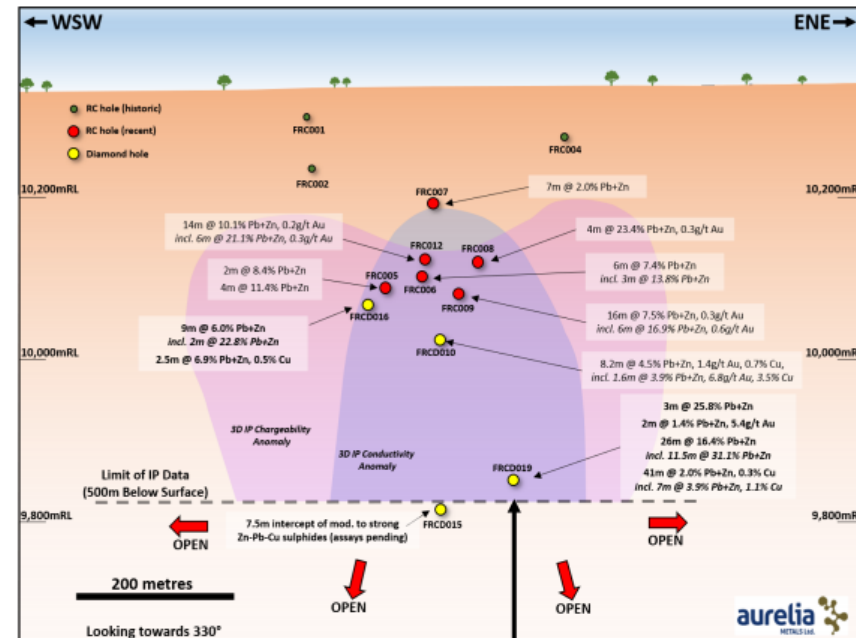 WSW
ENE
RC hole (historic)
RC hole (recent)
Diamond hole
FRC001
FRC004
FRC002
10,200mRL
10,200mRL
FRC007
7m @ 2.0% Pb+Zn
14m @ 10.1% Pb+Zn, 0.2g/t Au
incl. 6m @ 21.1% Pb+Zn, 0.3g/t Au
4m @ 23.4% Pb+Zn, 0.3g/t Au
FRC012
FRC008
2m @ 8.4% Pb+Zn
4m @ 11.4% Pb+Zn
FRC005
FRC006
6m @ 7.4% Pb+Zn
incl. 3m @ 13.8% Pb+Zn
FRC009
FRCD016
16m @ 7.5% Pb+Zn, 0.3g/t Au
incl. 6m @ 16.9% Pb+Zn, 0.6g/t Au
9m @ 6.0% Pb+Zn
incl. 2m @ 22.8% Pb+Zn
2.5m @ 6.9% Pb+Zn, 0.5% Cu
FRCD010
10,000mRL
10,000mRL
8.2m @ 4.5% Pb+Zn, 1.4g/t Au, 0.7% Cu,
incl. 1.6m @ 3.9% Pb+Zn, 6.8g/t Au, 3.5% Cu
3m @ 25.8% Pb+Zn
2m @ 1.4% Pb+Zn, 5.4g/t Au
26m @ 16.4% Pb+Zn
incl. 11.5m @ 31.1% Pb+Zn
41m @ 2.0% Pb+Zn, 0.3% Cu
incl. 7m @ 3.9% Pb+Zn, 1.1% Cu
3D IP Chargeability
Anomaly
3D IP Conductivity
Anomaly
FRCD019
Limit of IP Data
(500m Below Surface)
9,800mRL
9,800mRL
7.5m intercept of mod. to strong
Zn-Pb-Cu sulphides (assays pending)
FRCD015
OPEN
OPEN
OPEN
OPEN
200 metres
Looking towards 330°
aurelia
METALS Ltd.